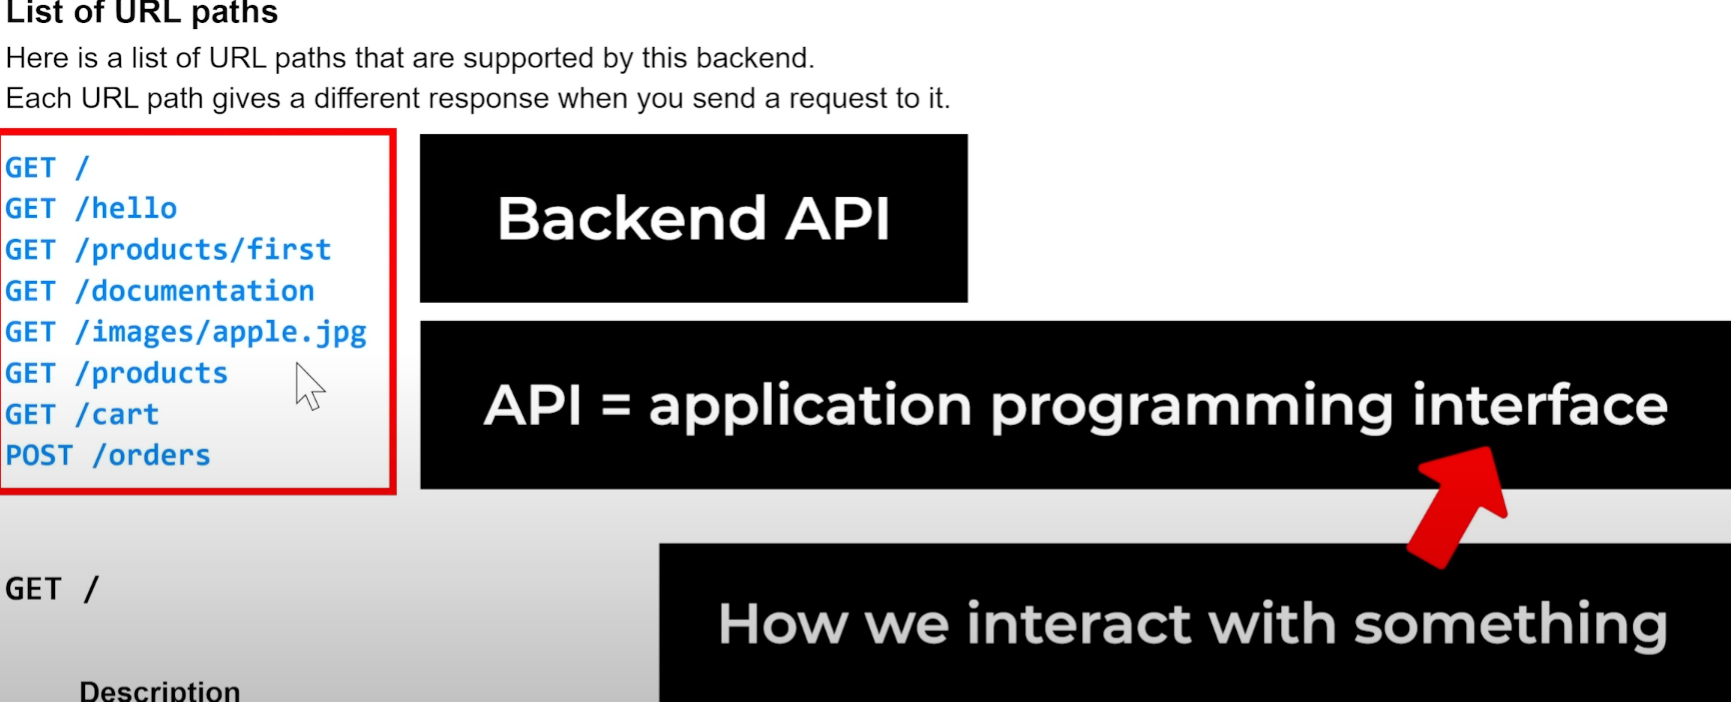 List of URL paths
Here is a list of URL paths that are supported by this backend.
Each URL path gives a different response when you send a request to it.
GET /
GET /hello
GET /products/first
GET /documentation
GET /images/apple.jpg
GET /products
GET /cart
POST /orders
Backend API
API = application programming interface
How we interact with something
GET /
Description